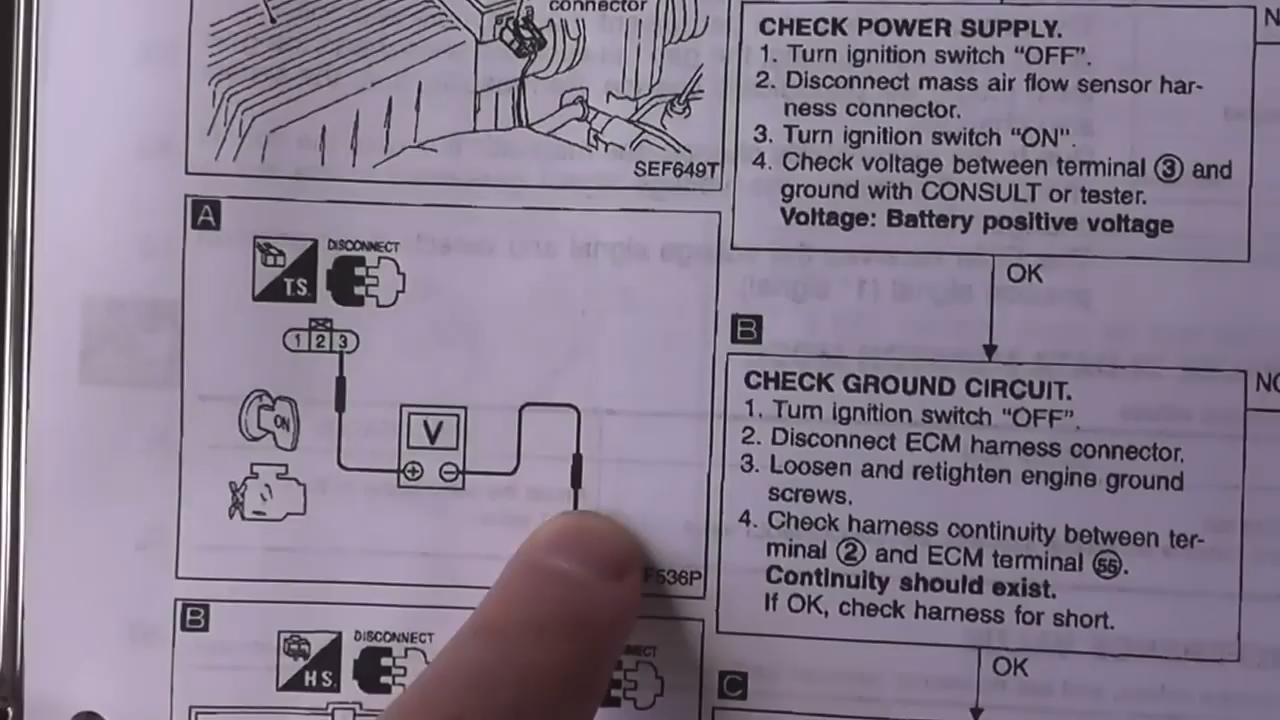 connector
SEF649T
A
DISCONNECT
T.S.
1 2 3
ON
V
+ −
F536P
B
DISCONNECT
H.S.
NECT
CHECK POWER SUPPLY.
1. Turn ignition switch “OFF”.
2. Disconnect mass air flow sensor har-
ness connector.
3. Turn ignition switch “ON”.
4. Check voltage between terminal ③ and
ground with CONSULT or tester.
Voltage: Battery positive voltage
N
OK
B
CHECK GROUND CIRCUIT.
1. Turn ignition switch “OFF”.
2. Disconnect ECM harness connector.
3. Loosen and retighten engine ground
screws.
4. Check harness continuity between ter-
minal ② and ECM terminal 55.
Continuity should exist.
If OK, check harness for short.
NO
OK
C